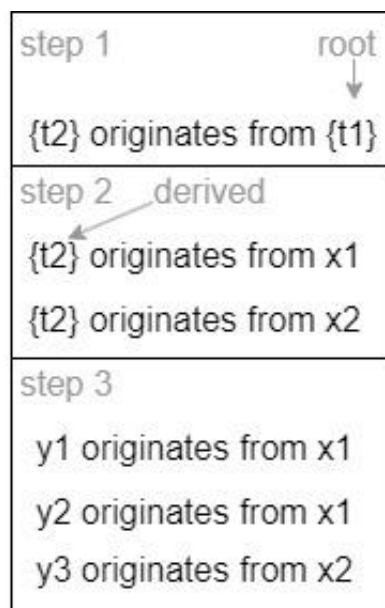 step 1 root
{t2} originates from {t1}
step 2 derived
{t2} originates from x1
{t2} originates from x2
step 3
y1 originates from x1
y2 originates from x1
y3 originates from x2